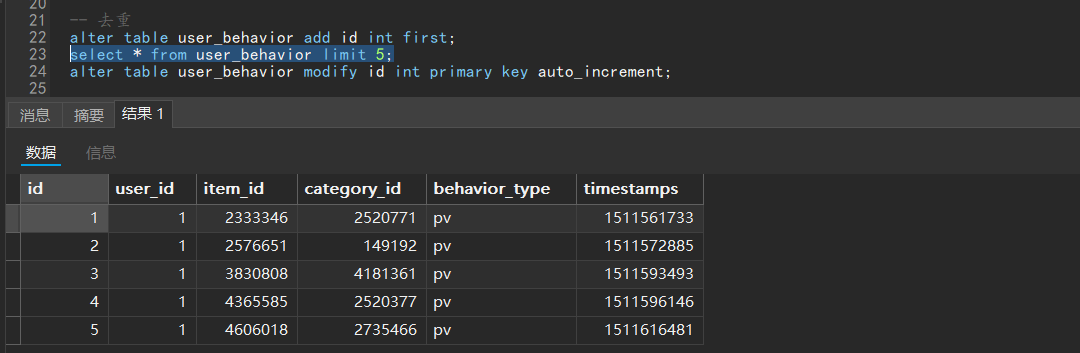 20
21 -- 去重
22 alter table user_behavior add id int first;
23 select * from user_behavior limit 5;
24 alter table user_behavior modify id int primary key auto_increment;
25
消息 摘要 结果 1
数据 信息
id user_id item_id category_id behavior_type timestamps
1 1 2333346 2520771 pv 1511561733
2 1 2576651 149192 pv 1511572885
3 1 3830808 4181361 pv 1511593493
4 1 4365585 2520377 pv 1511596146
5 1 4606018 2735466 pv 1511616481